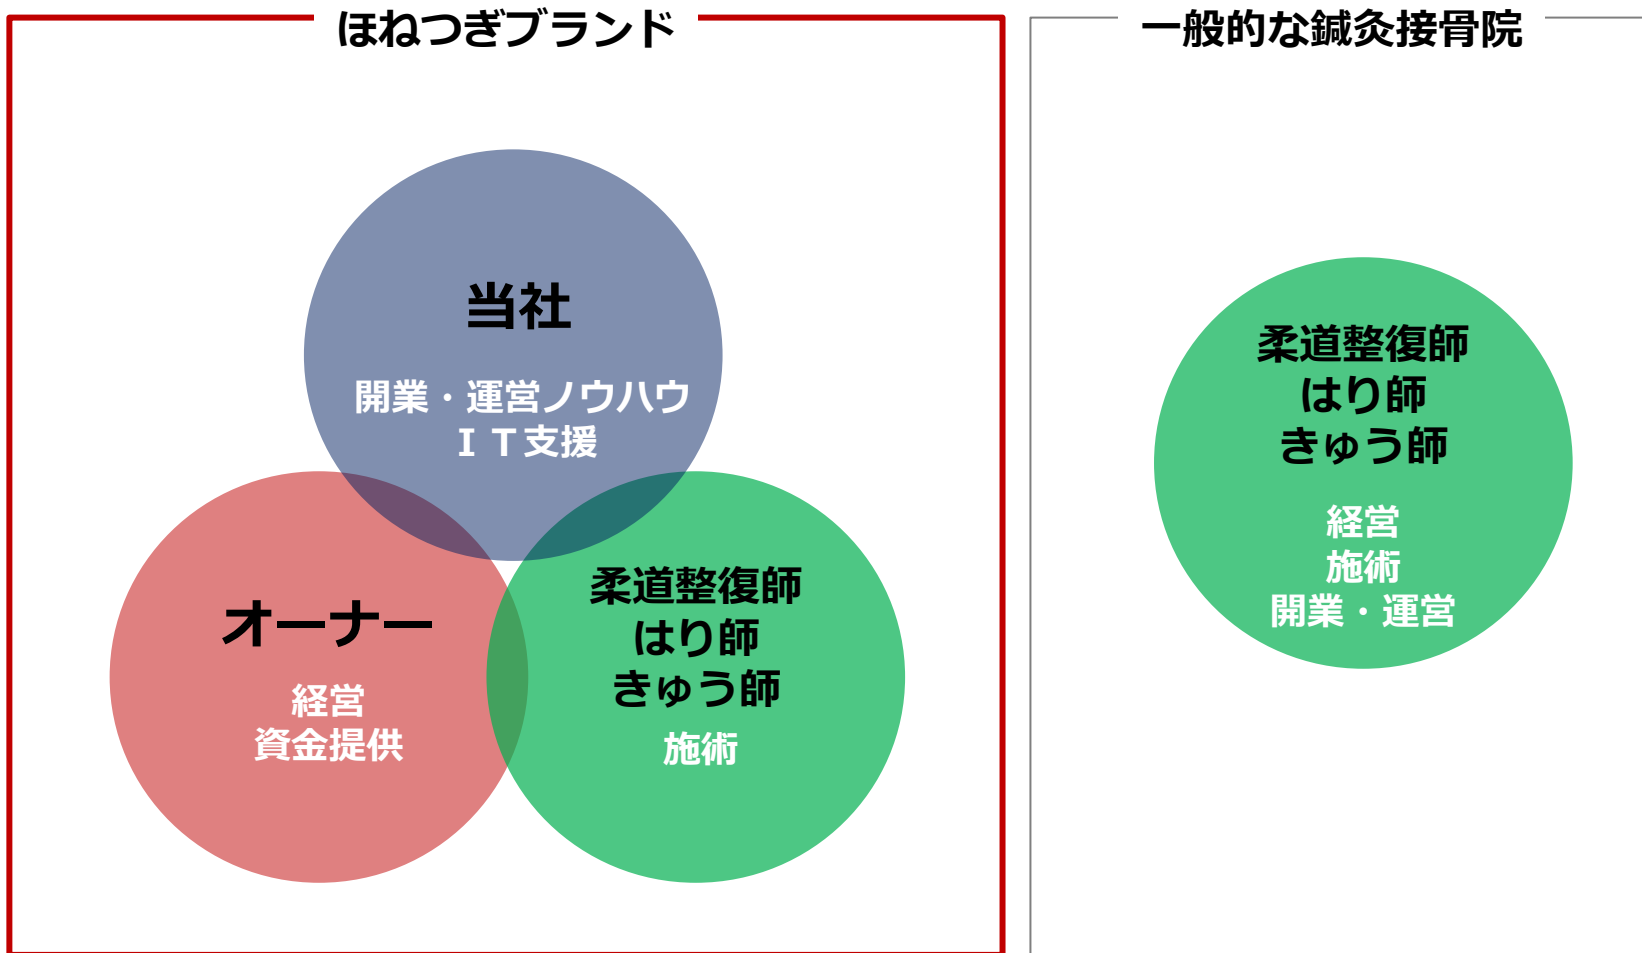 ほねつぎブランド
当社
開業・運営ノウハウ
ＩＴ支援
オーナー
経営
資金提供
柔道整復師
はり師
きゅう師
施術
一般的な鍼灸接骨院
柔道整復師
はり師
きゅう師
経営
施術
開業・運営